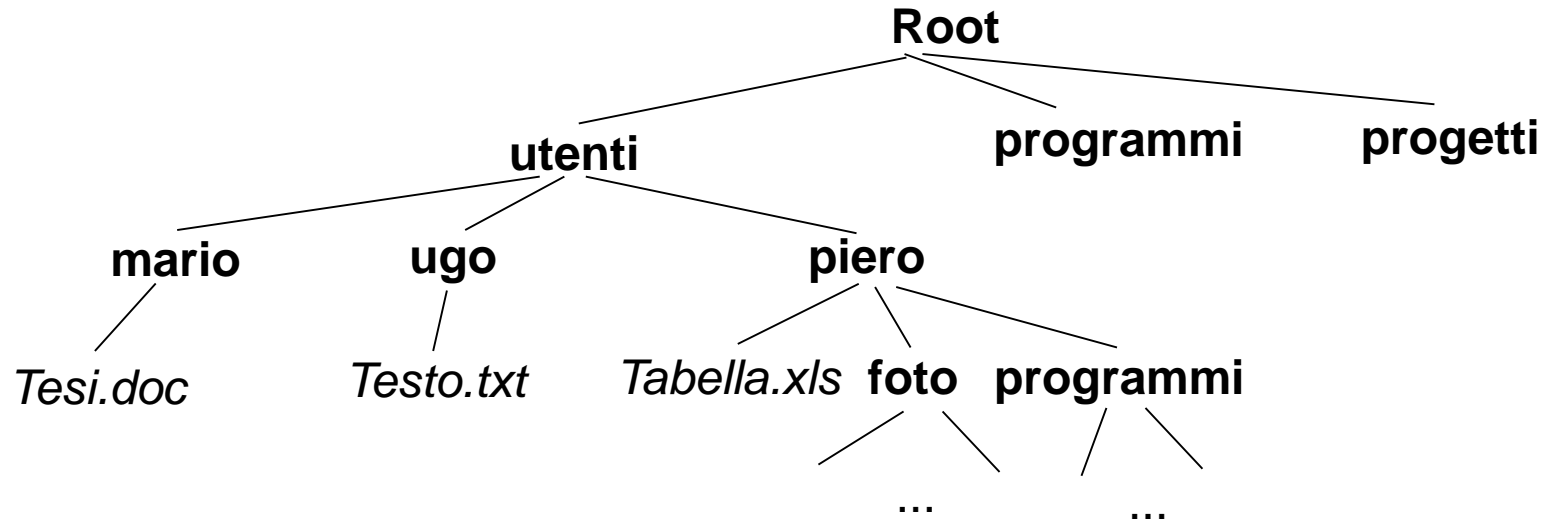 Root
utenti programmi progetti
mario ugo piero
Tesi.doc Testo.txt Tabella.xls foto programmi
... ...